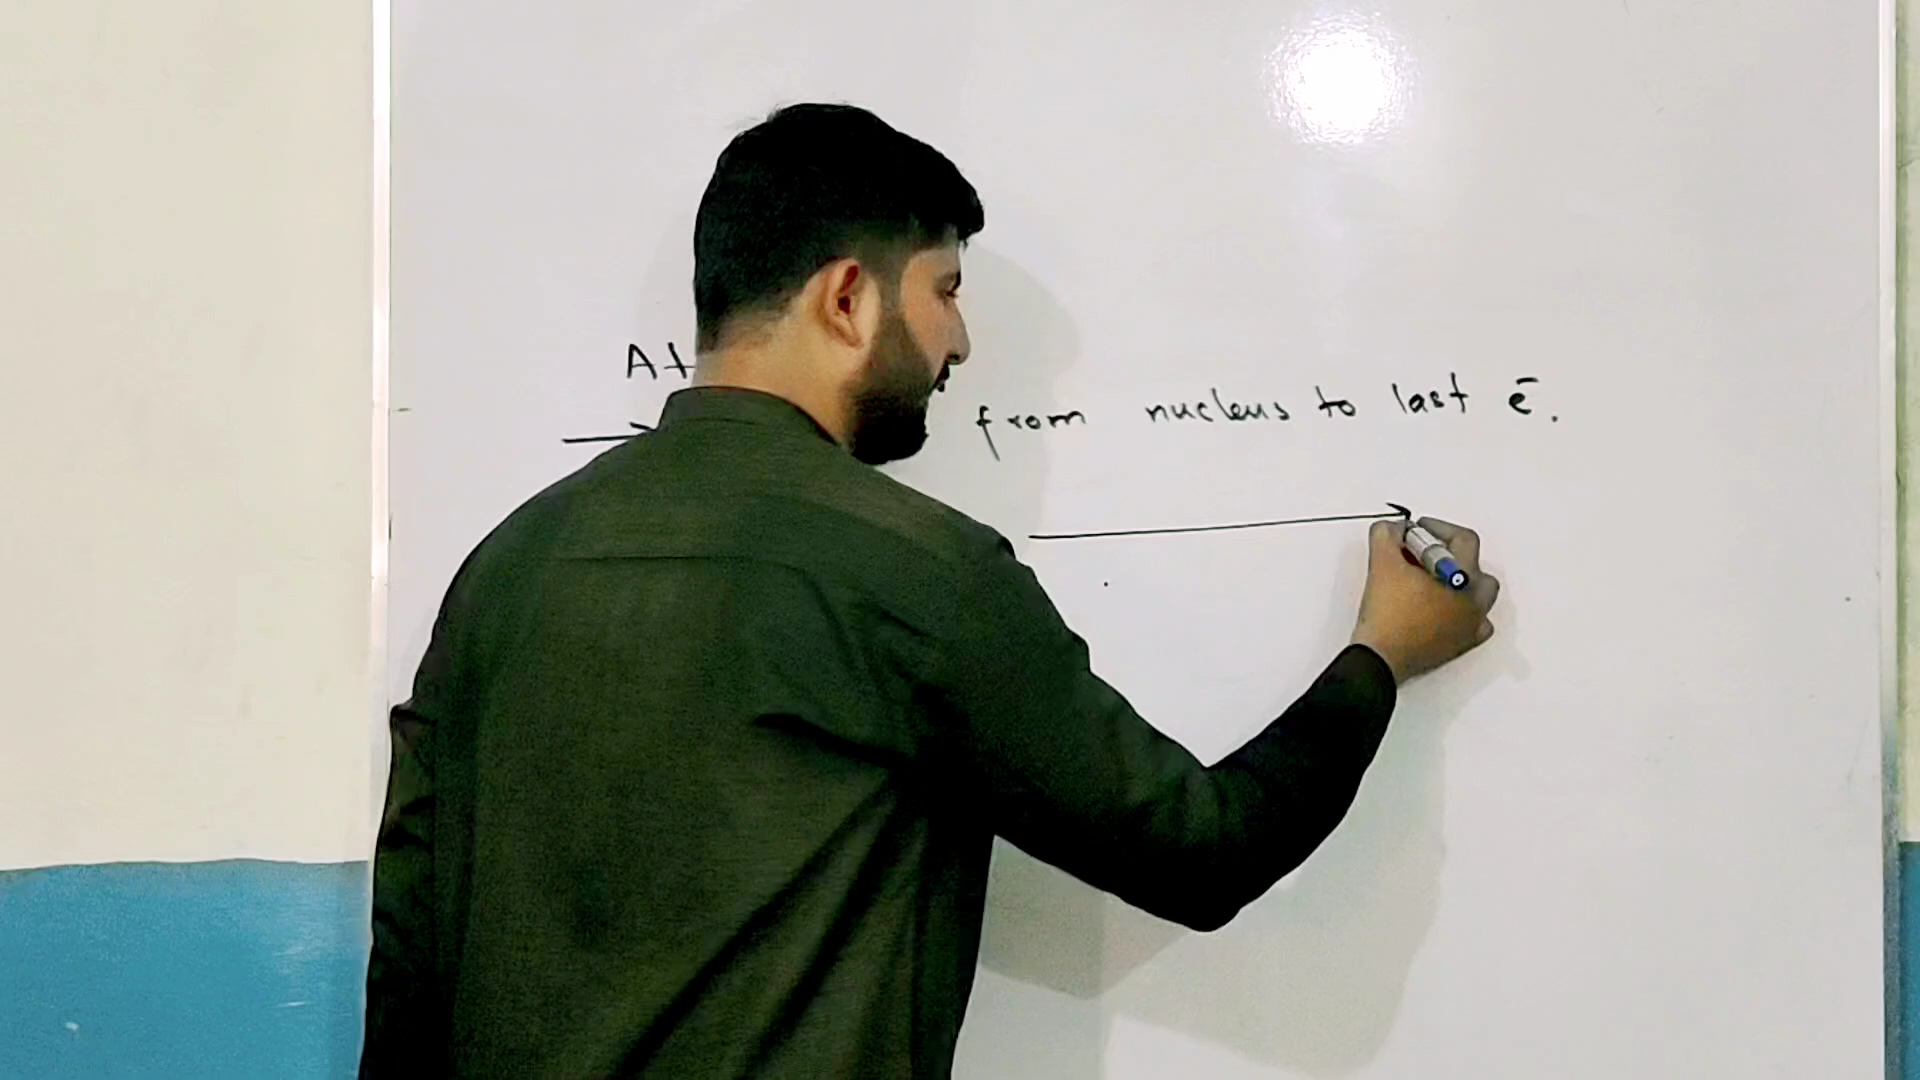 At
from nucleus to last ē.